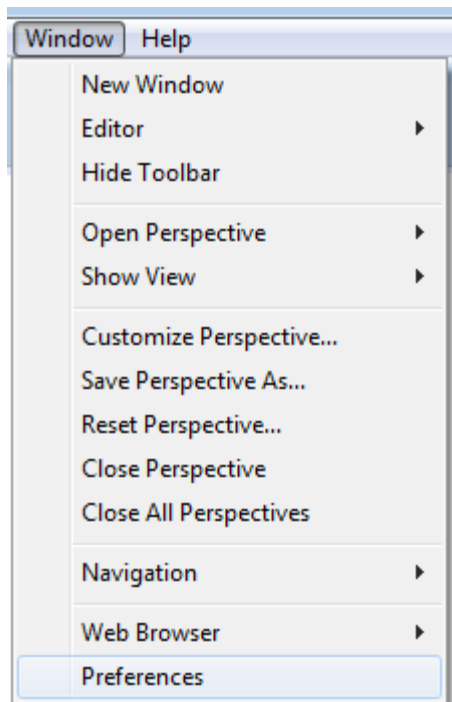 Window Help
New Window
Editor
Hide Toolbar
Open Perspective
Show View
Customize Perspective...
Save Perspective As...
Reset Perspective...
Close Perspective
Close All Perspectives
Navigation
Web Browser
Preferences